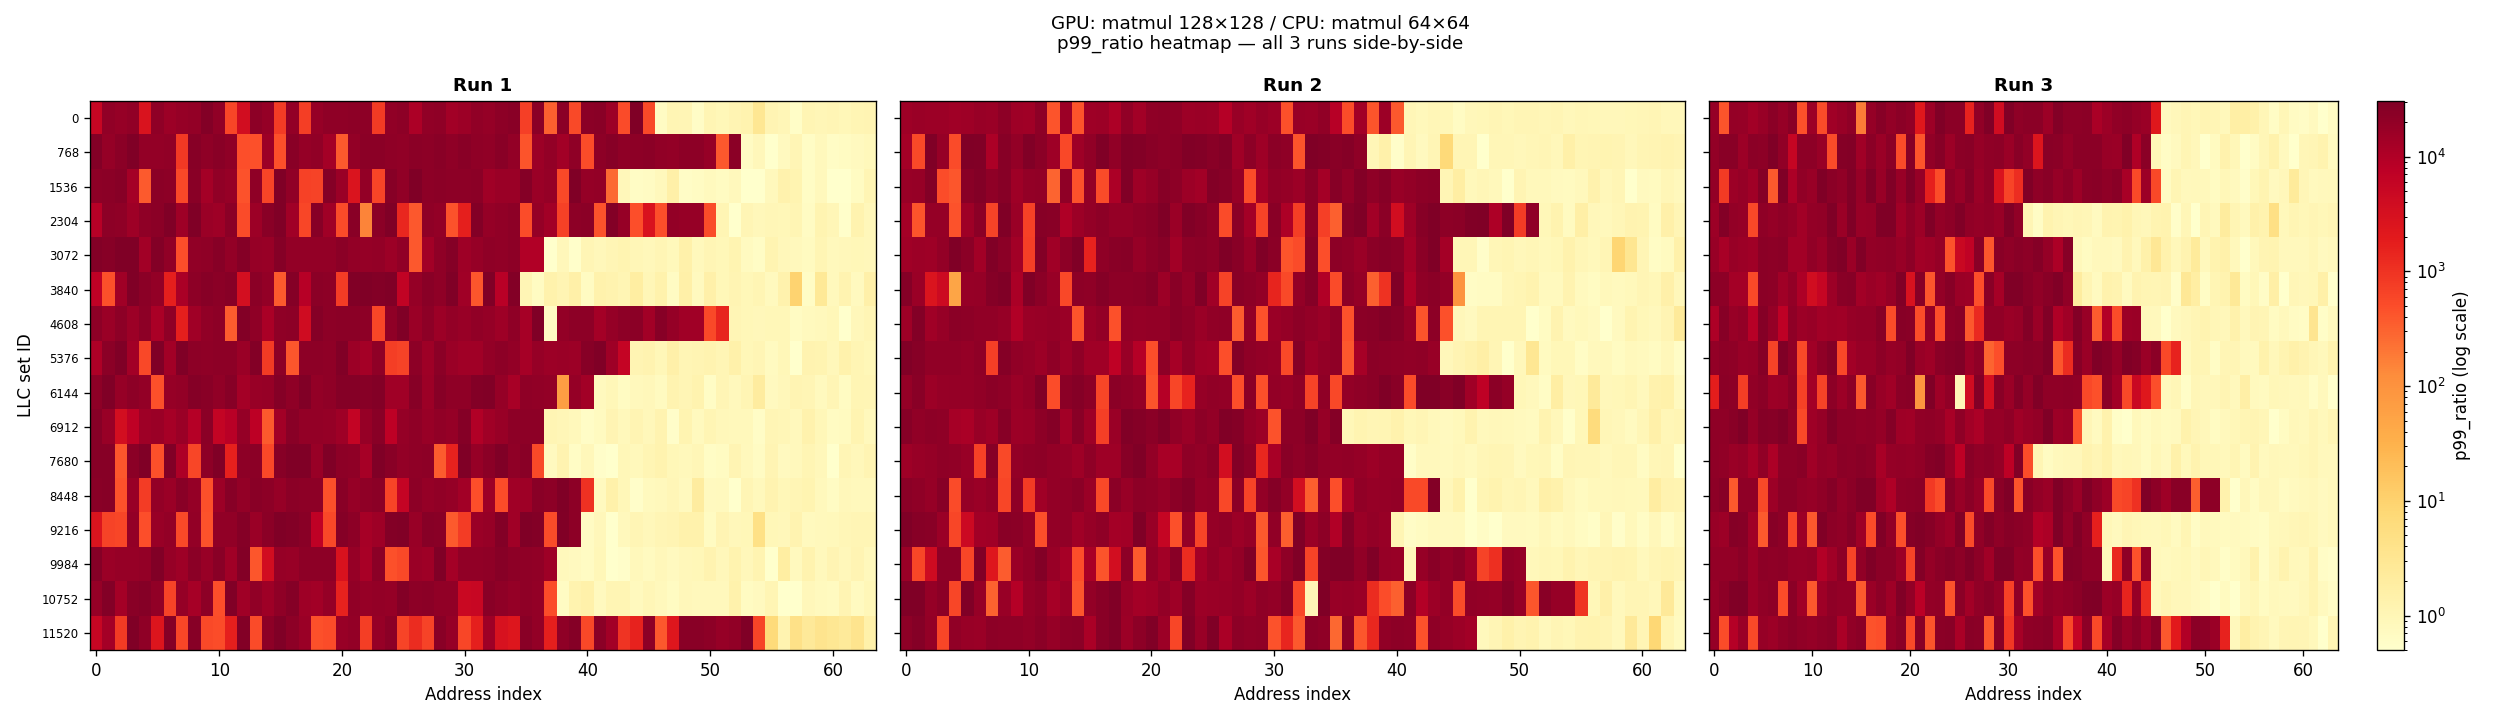 GPU: matmul 128×128 / CPU: matmul 64×64
p99_ratio heatmap — all 3 runs side-by-side
Run 1
Run 2
Run 3
LLC set ID
0
768
1536
2304
3072
3840
4608
5376
6144
6912
7680
8448
9216
9984
10752
11520
0 10 20 30 40 50 60
Address index
0 10 20 30 40 50 60
Address index
0 10 20 30 40 50 60
Address index
10⁴
10³
10²
10¹
10⁰
p99_ratio (log scale)